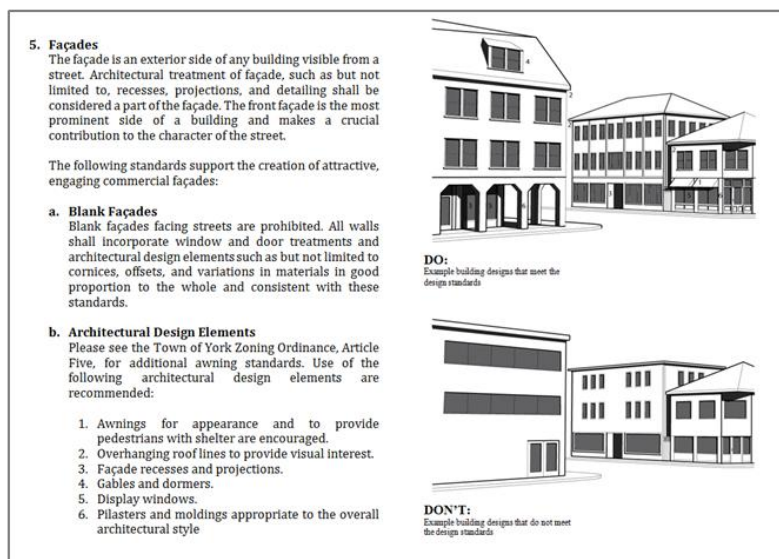 5. Façades
The façade is an exterior side of any building visible from a
street. Architectural treatment of façade, such as but not
limited to, recesses, projections, and detailing shall be
considered a part of the façade. The front façade is the most
prominent side of a building and makes a crucial
contribution to the character of the street.
The following standards support the creation of attractive,
engaging commercial façades:
a. Blank Façades
Blank façades facing streets are prohibited. All walls
shall incorporate window and door treatments and
architectural design elements such as but not limited to
cornices, offsets, and variations in materials in good
proportion to the whole and consistent with these
standards.
b. Architectural Design Elements
Please see the Town of York Zoning Ordinance, Article
Five, for additional awning standards. Use of the
following architectural design elements are
recommended:
1. Awnings for appearance and to provide
pedestrians with shelter are encouraged.
2. Overhanging roof lines to provide visual interest.
3. Façade recesses and projections.
4. Gables and dormers.
5. Display windows.
6. Pilasters and moldings appropriate to the overall
architectural style
4
2
2
3
6
DO:
Example building designs that meet the
design standards
DON'T:
Example building designs that do not meet
the design standards